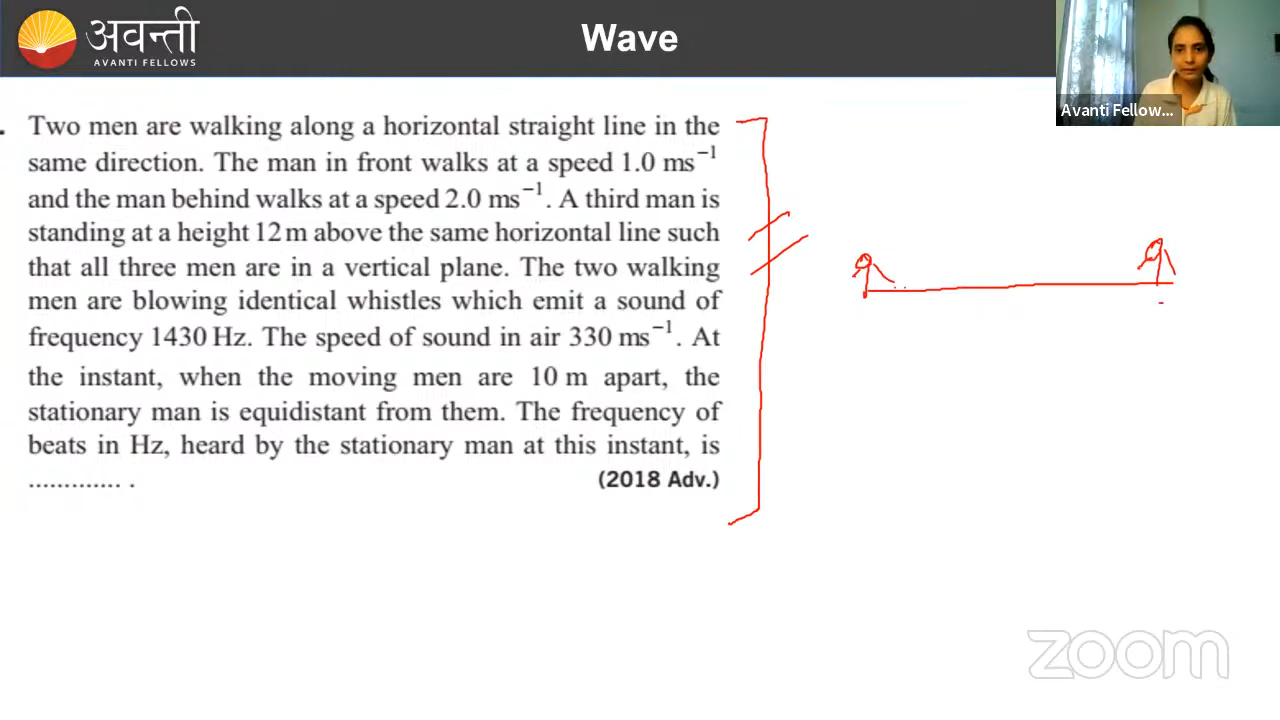 अवन्ती
AVANTI FELLOWS
Wave
Avanti Fellow...
. Two men are walking along a horizontal straight line in the
same direction. The man in front walks at a speed 1.0 ms⁻¹
and the man behind walks at a speed 2.0 ms⁻¹. A third man is
standing at a height 12 m above the same horizontal line such
that all three men are in a vertical plane. The two walking
men are blowing identical whistles which emit a sound of
frequency 1430 Hz. The speed of sound in air 330 ms⁻¹. At
the instant, when the moving men are 10 m apart, the
stationary man is equidistant from them. The frequency of
beats in Hz, heard by the stationary man at this instant, is
............. .
(2018 Adv.)
zoom